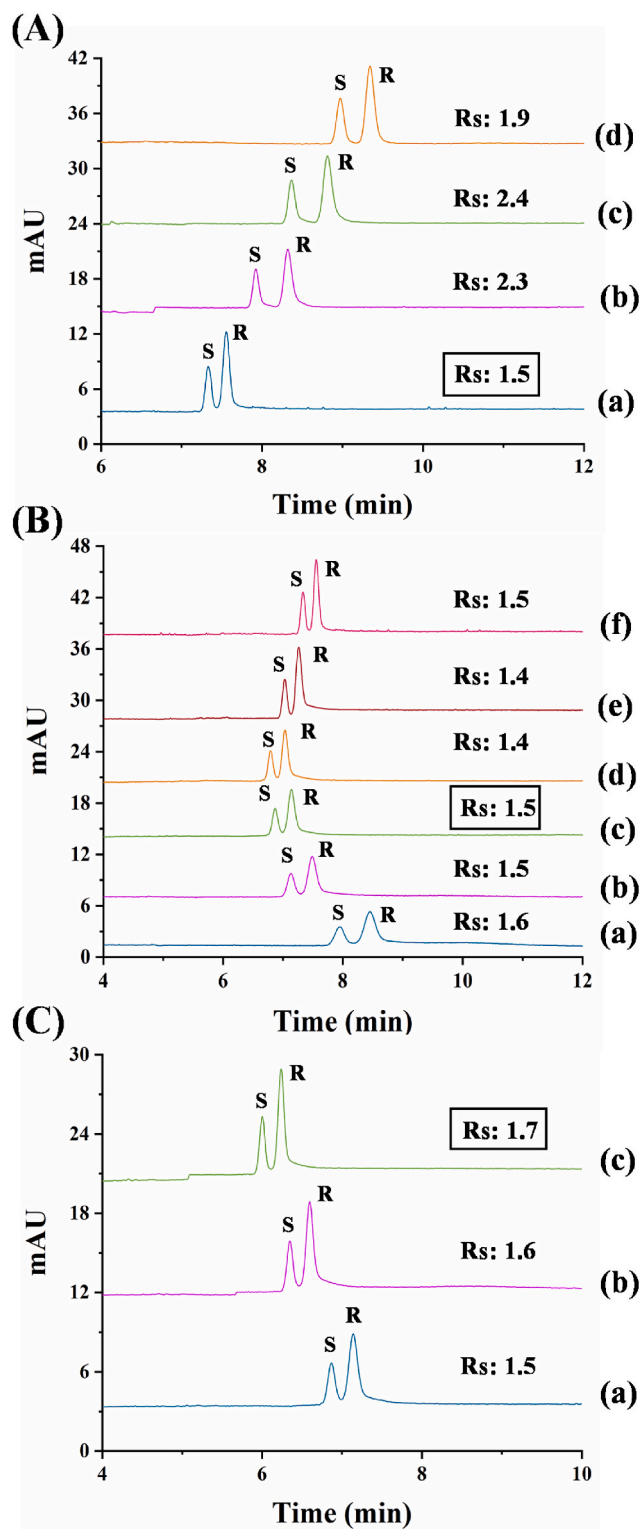 (A)
42
36
30
24
18
12
6
0
mAU
S R
Rs: 1.9
(d)
S R
Rs: 2.4
(c)
S R
Rs: 2.3
(b)
S R
Rs: 1.5
(a)
6 8 10 12
Time (min)
(B)
48
42
36
30
24
18
12
6
0
mAU
S R
Rs: 1.5
(f)
S R
Rs: 1.4
(e)
S R
Rs: 1.4
(d)
S R
Rs: 1.5
(c)
S R
Rs: 1.5
(b)
S R
Rs: 1.6
(a)
4 6 8 10 12
Time (min)
(C)
30
24
18
12
6
0
mAU
S R
Rs: 1.7
(c)
S R
Rs: 1.6
(b)
S R
Rs: 1.5
(a)
4 6 8 10
Time (min)